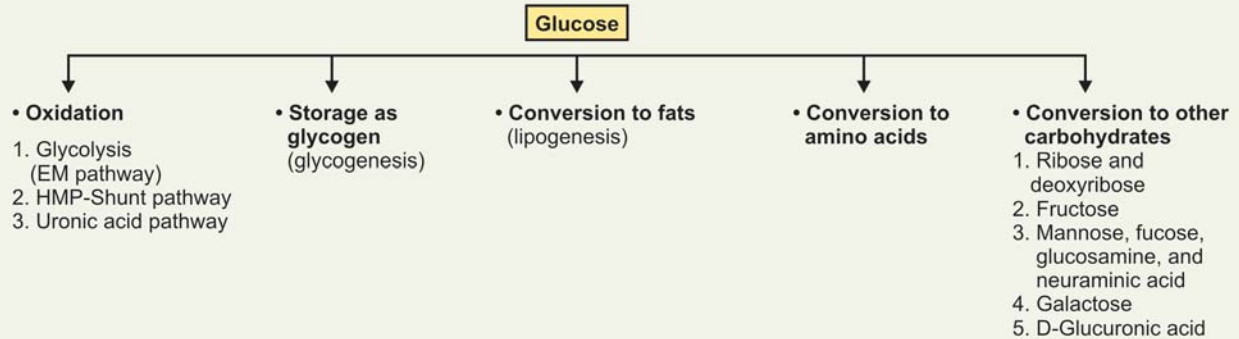 Glucose
• Oxidation
1. Glycolysis
(EM pathway)
2. HMP-Shunt pathway
3. Uronic acid pathway
• Storage as
glycogen
(glycogenesis)
• Conversion to fats
(lipogenesis)
• Conversion to
amino acids
• Conversion to other
carbohydrates
1. Ribose and
deoxyribose
2. Fructose
3. Mannose, fucose,
glucosamine, and
neuraminic acid
4. Galactose
5. D-Glucuronic acid